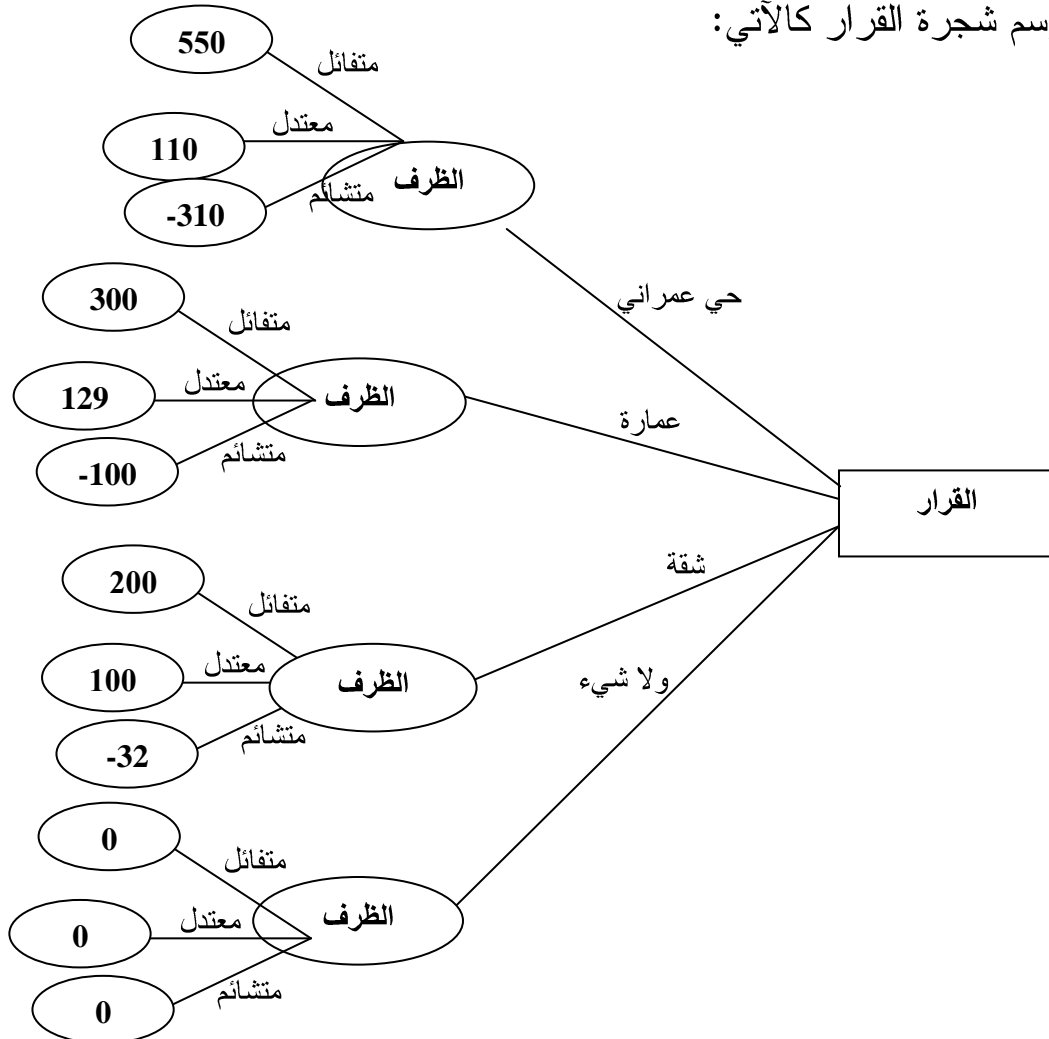 سم شجرة القرار كالآتي:
550
متفائل
معتدل
110
الظرف
متشائم
-310
حي عمراني
300
متفائل
معتدل
129
الظرف
متشائم
-100
عمارة
القرار
200
متفائل
معتدل
100
الظرف
متشائم
-32
شقة
ولا شيء
0
متفائل
معتدل
0
الظرف
متشائم
0